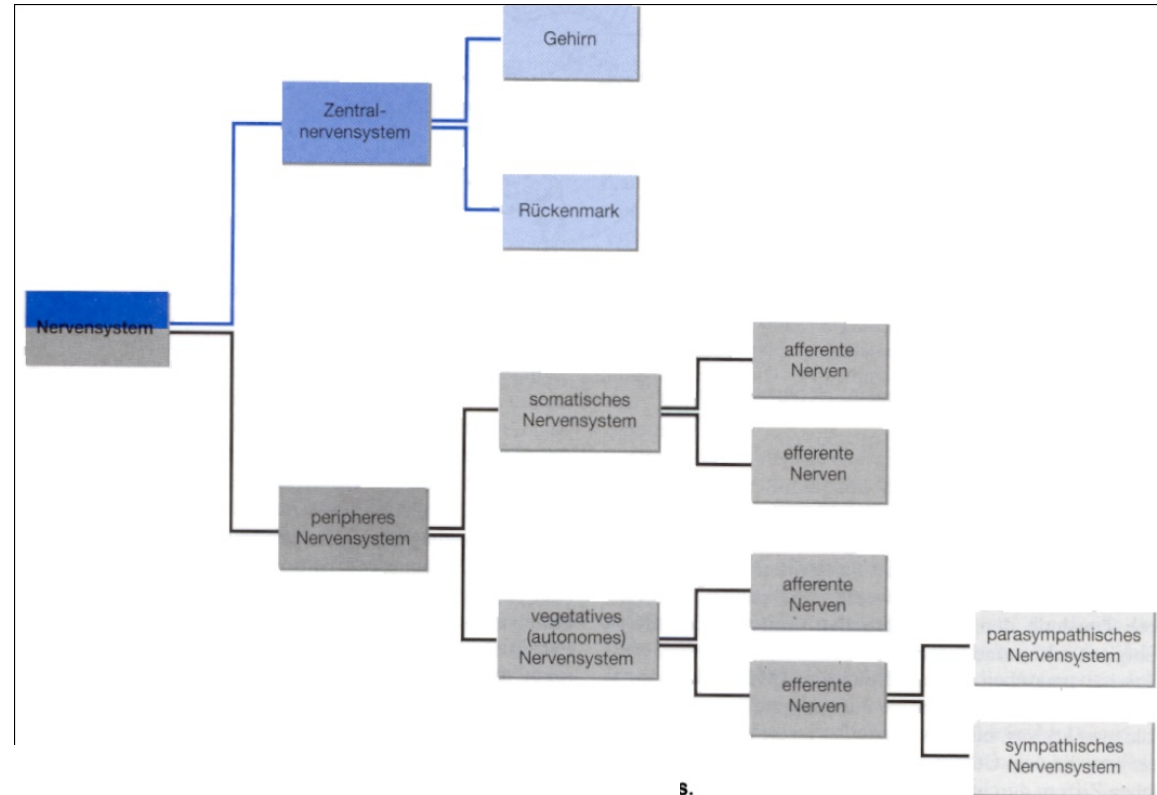 Gehirn
Zentral-
nervensystem
Rückenmark
Nervensystem
afferente
Nerven
somatisches
Nervensystem
efferente
Nerven
peripheres
Nervensystem
afferente
Nerven
vegetatives
(autonomes)
Nervensystem
parasympathisches
Nervensystem
efferente
Nerven
sympathisches
Nervensystem
s.